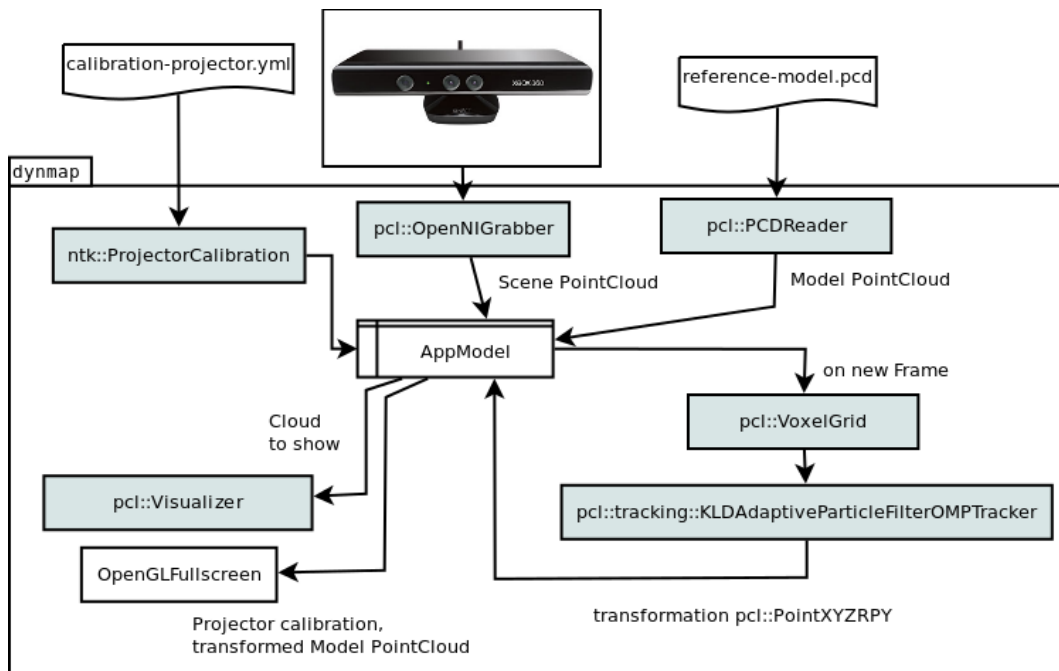 calibration-projector.yml
XBOX 360
reference-model.pcd
dynmap
ntk::ProjectorCalibration
pcl::OpenNIGrabber
pcl::PCDReader
Scene PointCloud
Model PointCloud
AppModel
on new Frame
pcl::VoxelGrid
Cloud
to show
pcl::Visualizer
pcl::tracking::KLDAdaptiveParticleFilterOMPTracker
OpenGLFullscreen
Projector calibration,
transformed Model PointCloud
transformation pcl::PointXYZRPY